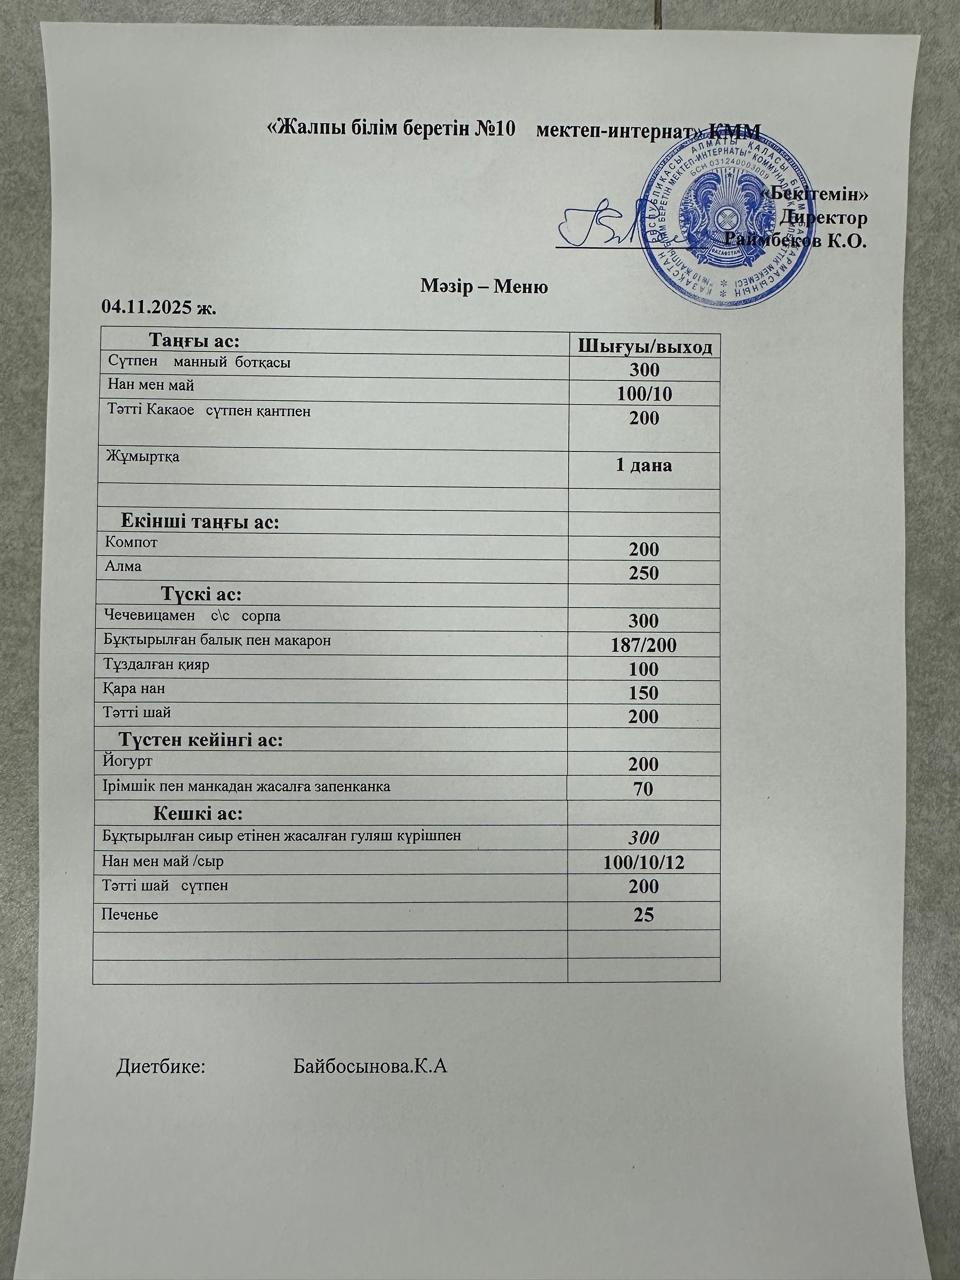 «Жалпы білім беретін №10 мектеп-интернат» КММ
«Бекітемін»
Директор
Раймбеков К.О.
БСН 031240003009
Мәзір – Меню
04.11.2025 ж.
Таңғы ас: Шығуы/выход
Сүтпен манный ботқасы 300
Нан мен май 100/10
Тәтті Какаое сүтпен қантпен 200
Жұмыртқа 1 дана
Екінші таңғы ас:
Компот 200
Алма 250
Түскі ас:
Чечевицамен с\с сорпа 300
Бұқтырылған балық пен макарон 187/200
Тұздалған қияр 100
Қара нан 150
Тәтті шай 200
Түстен кейінгі ас:
Йогурт 200
Ірімшік пен манкадан жасалға запенканка 70
Кешкі ас:
Бұқтырылған сиыр етінен жасалған гуляш күрішпен 300
Нан мен май /сыр 100/10/12
Тәтті шай сүтпен 200
Печенье 25
Диетбике: Байбосынова.К.А